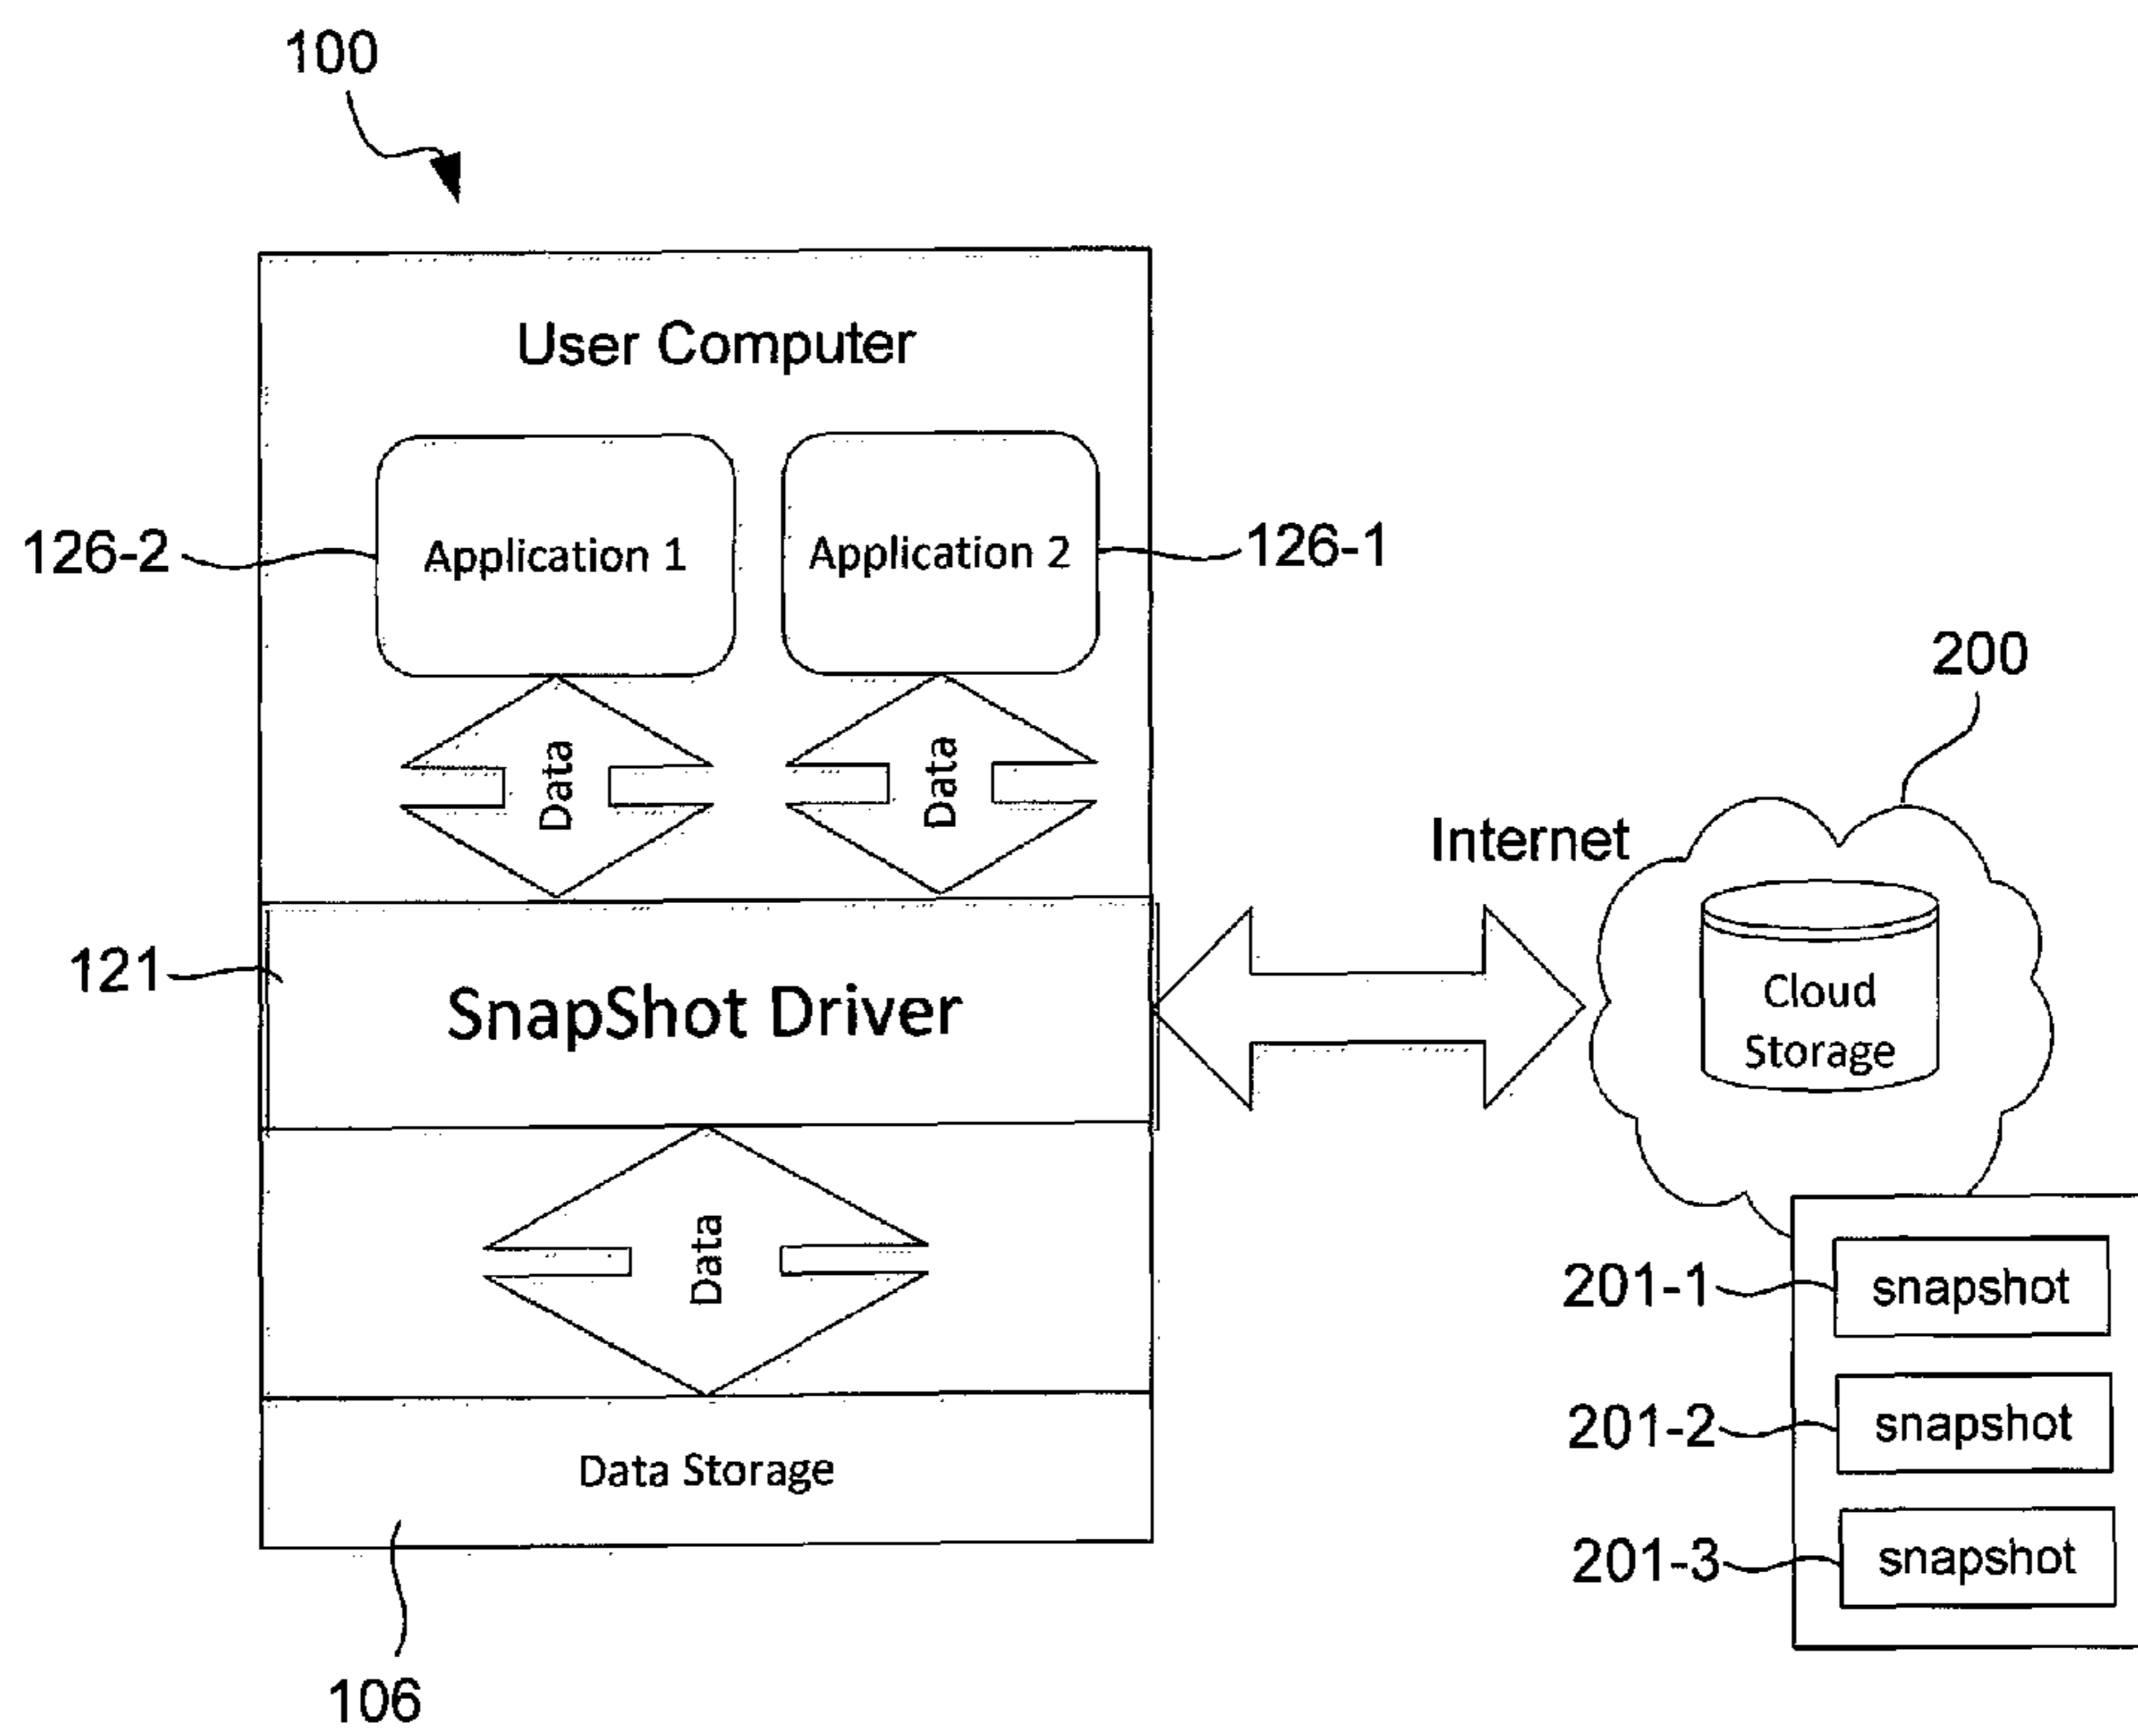 100
User Computer
126-2
Application 1
Application 2
126-1
200
Data
Data
Internet
121
SnapShot Driver
Cloud
Storage
Data
201-1
snapshot
201-2
snapshot
Data Storage
201-3
snapshot
106